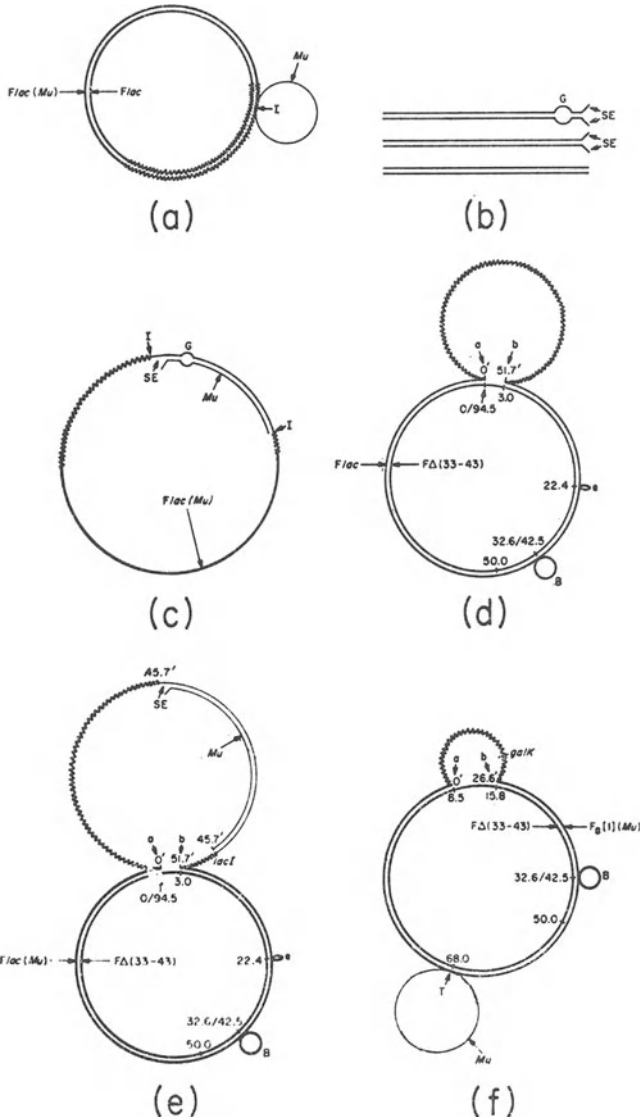 Mu
Flac(Mu) Flac
I
(a)
G
SE
SE
(b)
I G
SE
Mu
I
Flac(Mu)
(c)
a b
O' 51.7'
0/94.5 3.0
Flac FΔ(33-43)
22.4 e
32.6/42.5
50.0
B
(d)
45.7'
SE
Mu
a b 45.7'
O' 51.7' lacI
0/94.5 3.0
Flac(Mu) FΔ(33-43)
22.4 e
32.6/42.5
50.0
B
(e)
galK
a b
O' 26.6'
8.5 15.8
FΔ(33-43) F8[1](Mu)
32.6/42.5 B
50.0
68.0
T
Mu
(f)